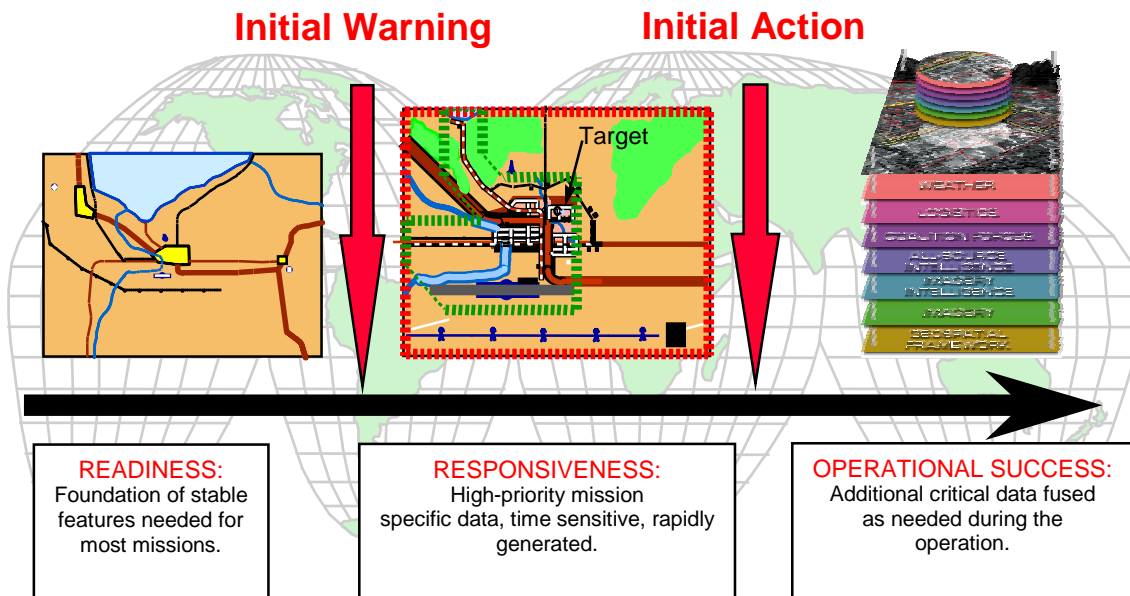 Initial Warning
Initial Action
Target
WEATHER
LOGISTICS
COALITION FORCES
ALL-SOURCE
INTELLIGENCE
IMAGERY
INTELLIGENCE
IMAGERY
GEOSPATIAL
FRAMEWORK
READINESS:
Foundation of stable
features needed for
most missions.
RESPONSIVENESS:
High-priority mission
specific data, time sensitive, rapidly
generated.
OPERATIONAL SUCCESS:
Additional critical data fused
as needed during the
operation.